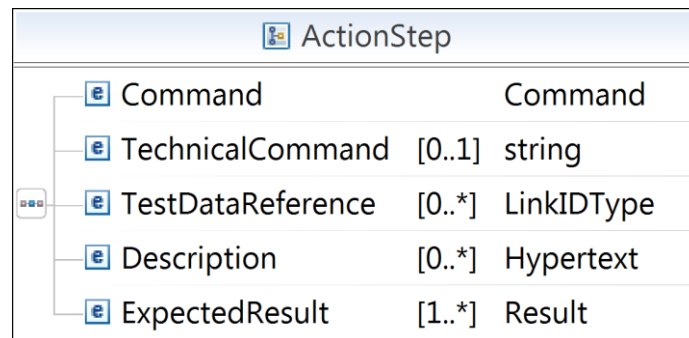 ActionStep
Command Command
TechnicalCommand [0..1] string
TestDataReference [0..*] LinkIDType
Description [0..*] Hypertext
ExpectedResult [1..*] Result